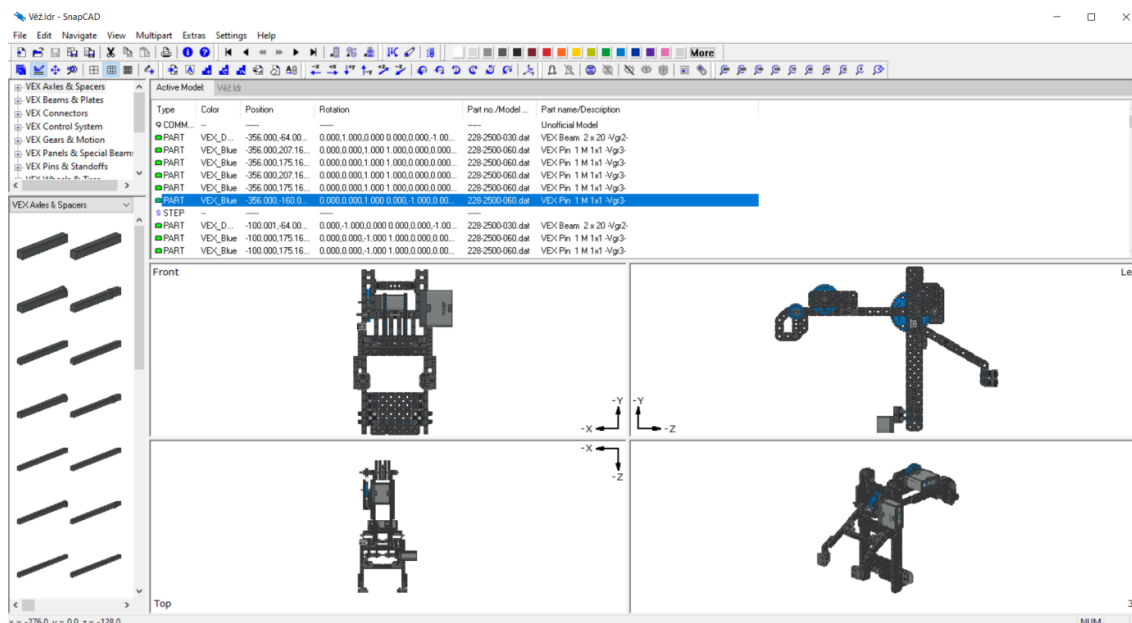 Věž.ldr - SnapCAD
File Edit Navigate View Multipart Extras Settings Help
More
VEX Axles & Spacers
VEX Beams & Plates
VEX Connectors
VEX Control System
VEX Gears & Motion
VEX Panels & Special Beam:
VEX Pins & Standoffs
VEX Wheels & Tires
VEX Axles & Spacers
Active Model: Věž.ldr
Type Color Position Rotation Part no./Model ... Part name/Description
COMM... -- ------ ------ ------ Unofficial Model
PART VEX_D... -356.000,-64.00... 0.000,1.000,0.000 0.000,0.000,-1.00... 228-2500-030.dat VEX Beam 2 x 20 -Vgr2-
PART VEX_Blue -356.000,207.16... 0.000,0.000,1.000 1.000,0.000,0.000... 228-2500-060.dat VEX Pin 1 M 1x1 -Vgr3-
PART VEX_Blue -356.000,175.16... 0.000,0.000,1.000 1.000,0.000,0.000... 228-2500-060.dat VEX Pin 1 M 1x1 -Vgr3-
PART VEX_Blue -356.000,207.16... 0.000,0.000,1.000 1.000,0.000,0.000... 228-2500-060.dat VEX Pin 1 M 1x1 -Vgr3-
PART VEX_Blue -356.000,175.16... 0.000,0.000,1.000 1.000,0.000,0.000... 228-2500-060.dat VEX Pin 1 M 1x1 -Vgr3-
PART VEX_Blue -356.000,-160.0... 0.000,0.000,1.000 0.000,-1.000,0.00... 228-2500-060.dat VEX Pin 1 M 1x1 -Vgr3-
STEP -- ------ ------ ------
PART VEX_D... -100.001,-64.00... 0.000,-1.000,0.000 0.000,0.000,-1.00... 228-2500-030.dat VEX Beam 2 x 20 -Vgr2-
PART VEX_Blue -100.000,175.16... 0.000,0.000,-1.000 1.000,0.000,0.00... 228-2500-060.dat VEX Pin 1 M 1x1 -Vgr3-
PART VEX_Blue -100.000,175.16... 0.000,0.000,-1.000 1.000,0.000,0.00... 228-2500-060.dat VEX Pin 1 M 1x1 -Vgr3-
Front
-Y
-X
Le
-Y
-Z
Top
-X
-Z
3
x = -276.0 y = 0.0 z = -128.0
NUM